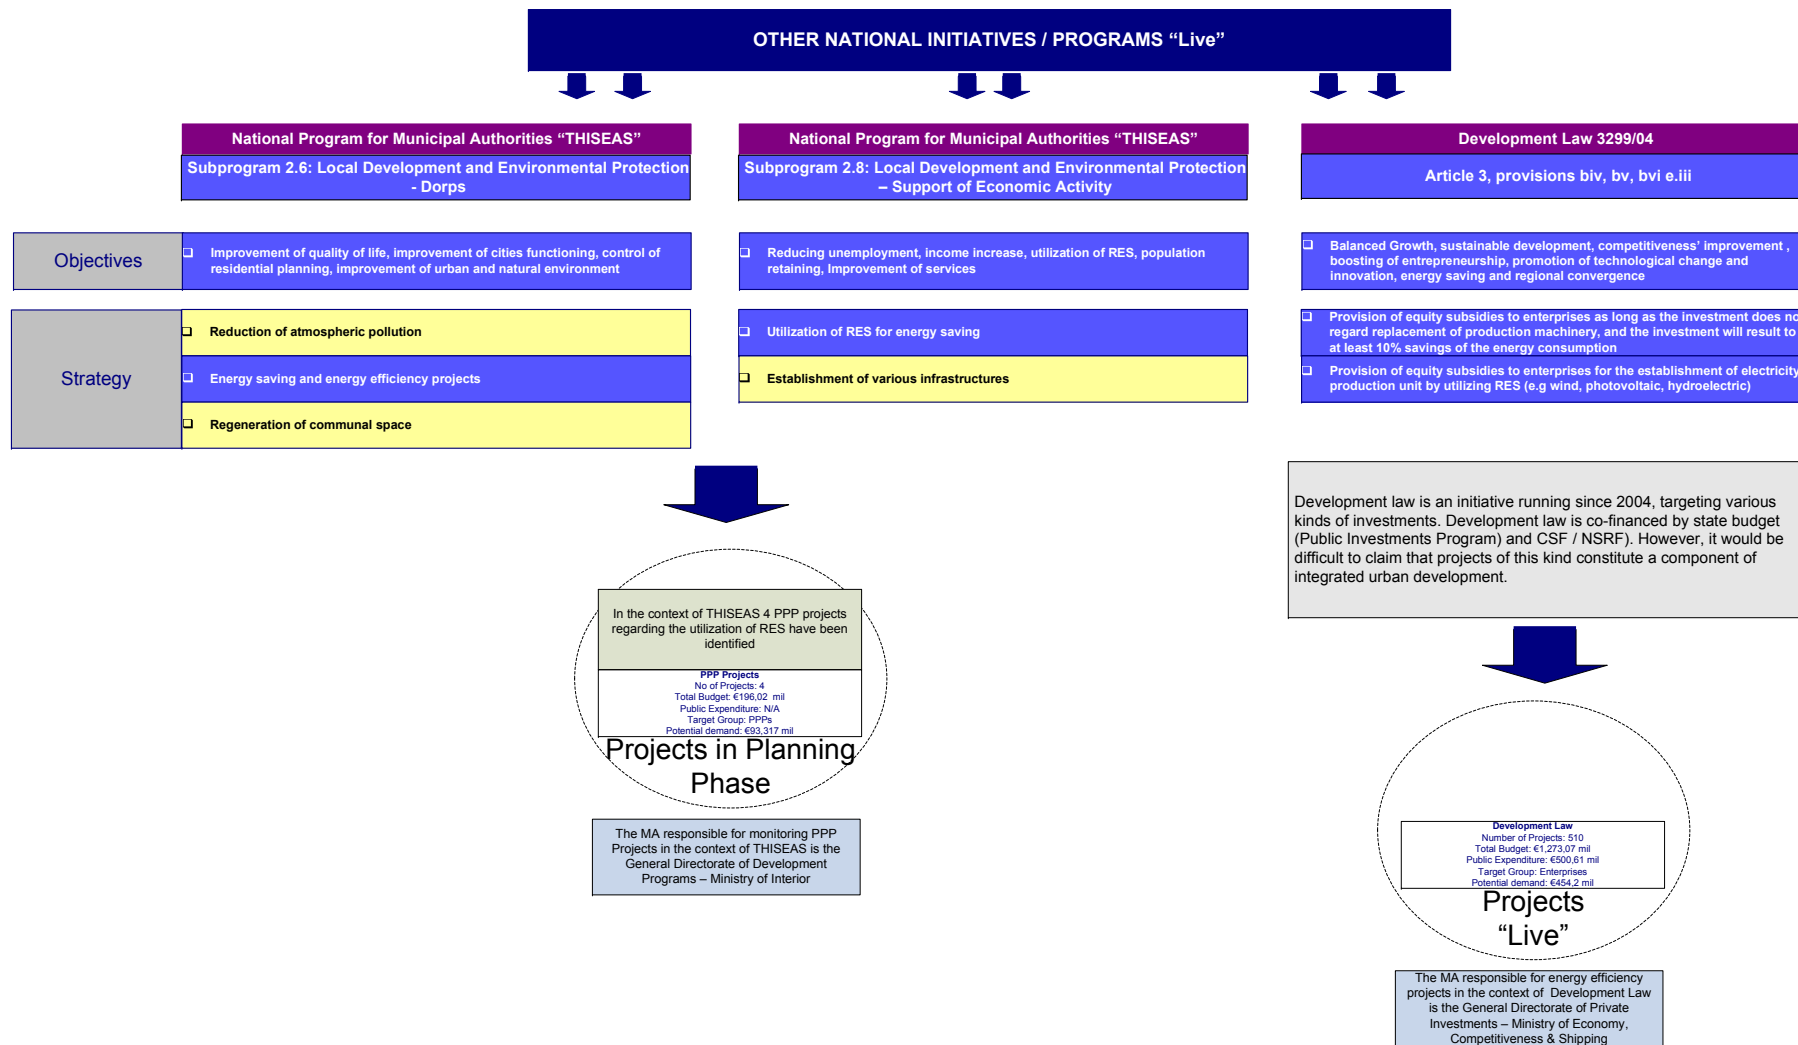 OTHER NATIONAL INITIATIVES / PROGRAMS “Live”
National Program for Municipal Authorities “THISEAS”
Subprogram 2.6: Local Development and Environmental Protection
- Dorps
National Program for Municipal Authorities “THISEAS”
Subprogram 2.8: Local Development and Environmental Protection
– Support of Economic Activity
Development Law 3299/04
Article 3, provisions biv, bv, bvi e.iii
Objectives
Improvement of quality of life, improvement of cities functioning, control of
residential planning, improvement of urban and natural environment
Reducing unemployment, income increase, utilization of RES, population
retaining, Improvement of services
Balanced Growth, sustainable development, competitiveness’ improvement ,
boosting of entrepreneurship, promotion of technological change and
innovation, energy saving and regional convergence
Strategy
Reduction of atmospheric pollution
Energy saving and energy efficiency projects
Regeneration of communal space
Utilization of RES for energy saving
Establishment of various infrastructures
Provision of equity subsidies to enterprises as long as the investment does no
regard replacement of production machinery, and the investment will result to
at least 10% savings of the energy consumption
Provision of equity subsidies to enterprises for the establishment of electricity
production unit by utilizing RES (e.g wind, photovoltaic, hydroelectric)
Development law is an initiative running since 2004, targeting various
kinds of investments. Development law is co-financed by state budget
(Public Investments Program) and CSF / NSRF). However, it would be
difficult to claim that projects of this kind constitute a component of
integrated urban development.
In the context of THISEAS 4 PPP projects
regarding the utilization of RES have been
identified
PPP Projects
No of Projects: 4
Total Budget: €196,02 mil
Public Expenditure: N/A
Target Group: PPPs
Potential demand: €93,317 mil
Projects in Planning
Phase
The MA responsible for monitoring PPP
Projects in the context of THISEAS is the
General Directorate of Development
Programs – Ministry of Interior
Development Law
Number of Projects: 510
Total Budget: €1,273,07 mil
Public Expenditure: €500,61 mil
Target Group: Enterprises
Potential demand: €454,2 mil
Projects
“Live”
The MA responsible for energy efficiency
projects in the context of Development Law
is the General Directorate of Private
Investments – Ministry of Economy,
Competitiveness & Shipping